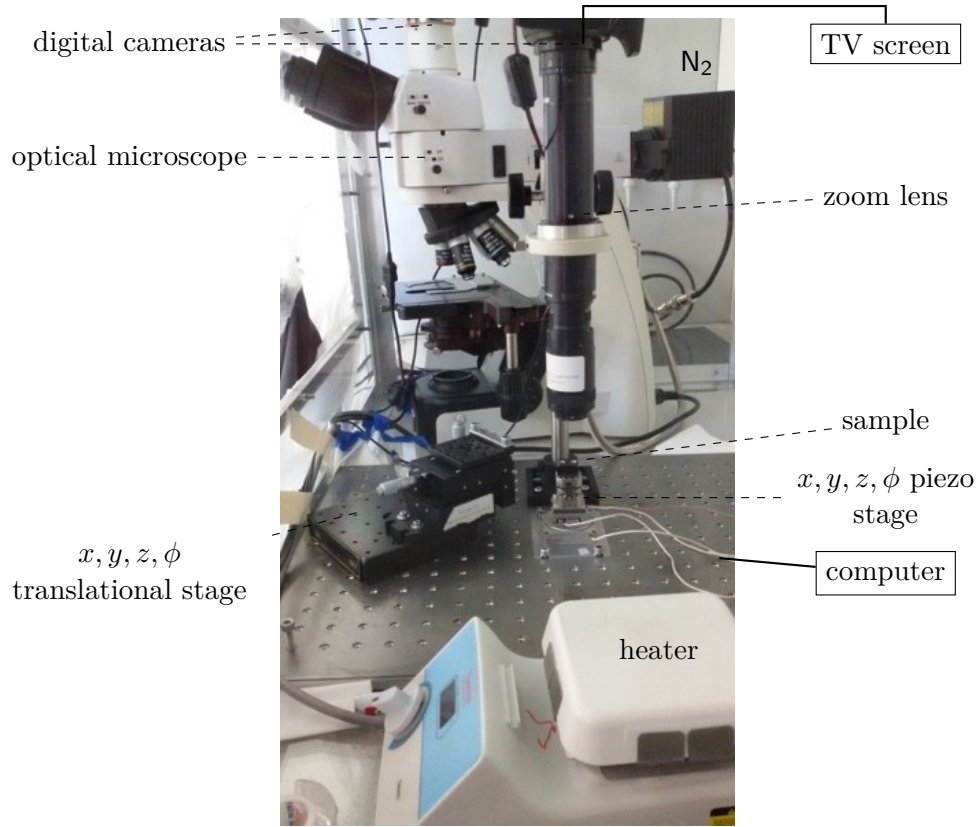 digital cameras
TV screen
N₂
optical microscope
zoom lens
sample
x, y, z, ϕ piezo
stage
x, y, z, ϕ
translational stage
computer
heater